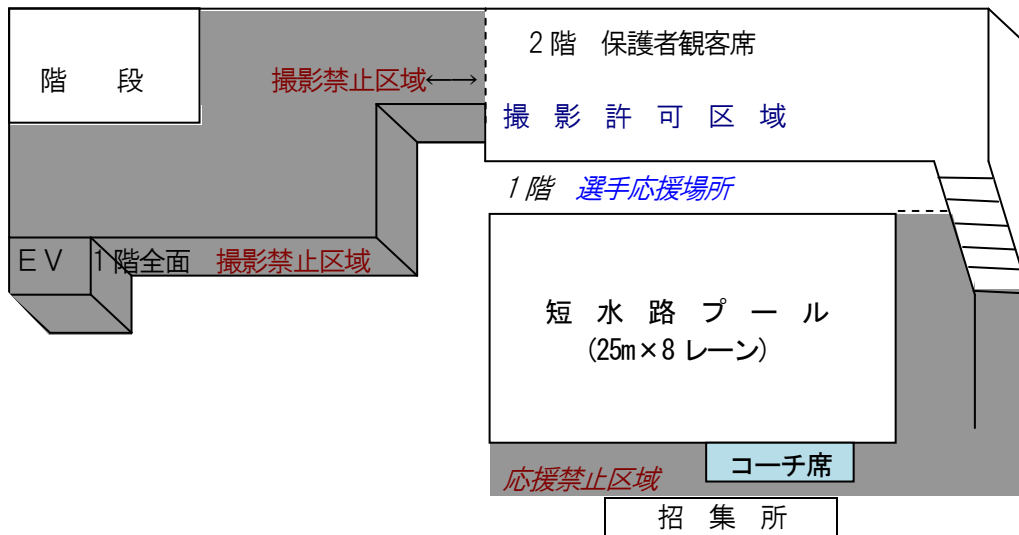 ２階　保護者観客席
階　　段
撮影禁止区域←→
撮　影　許　可　区　域
１階　選手応援場所
ＥＶ　１階全面　撮影禁止区域
短　水　路　プ　ー　ル
（25m×8 レーン）
コーチ席
応援禁止区域
招　集　所